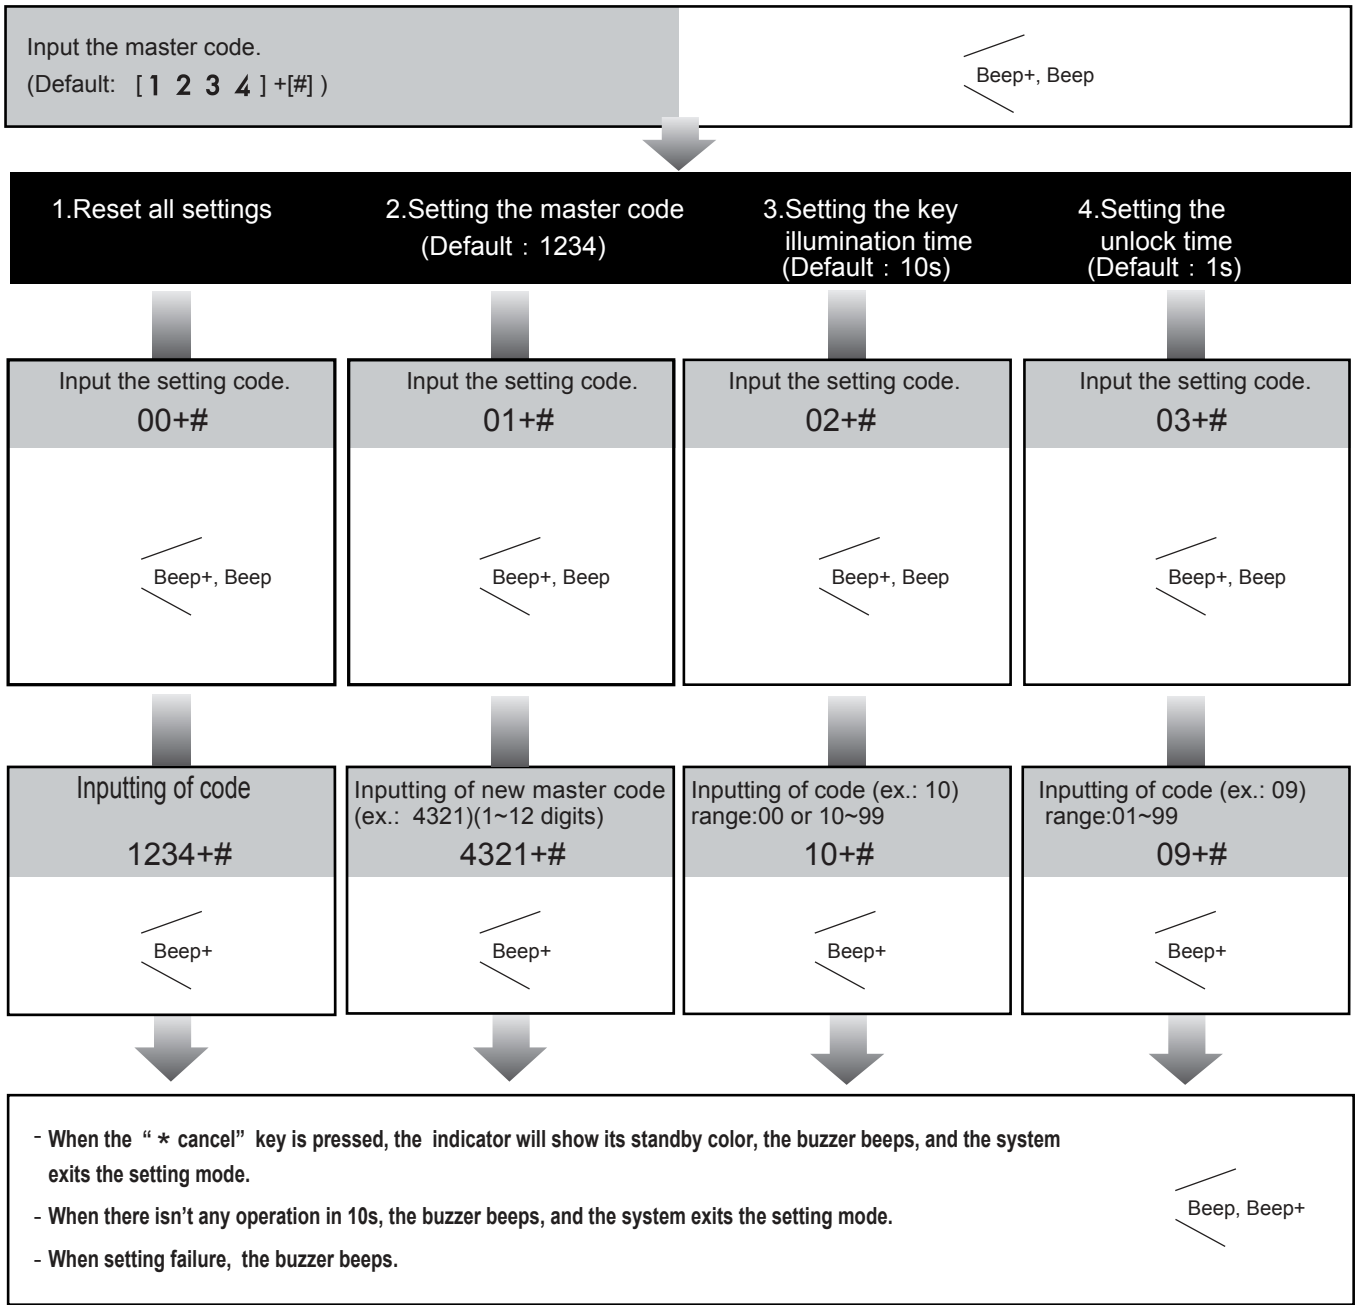 Input the master code.
(Default: [ 1 2 3 4 ] +[#] )
Beep+, Beep
1.Reset all settings
2.Setting the master code
(Default : 1234)
3.Setting the key
illumination time
(Default : 10s)
4.Setting the
unlock time
(Default : 1s)
Input the setting code.
00+#
Beep+, Beep
Input the setting code.
01+#
Beep+, Beep
Input the setting code.
02+#
Beep+, Beep
Input the setting code.
03+#
Beep+, Beep
Inputting of code
1234+#
Beep+
Inputting of new master code
(ex.: 4321)(1~12 digits)
4321+#
Beep+
Inputting of code (ex.: 10)
range:00 or 10~99
10+#
Beep+
Inputting of code (ex.: 09)
range:01~99
09+#
Beep+
- When the “ * cancel” key is pressed, the indicator will show its standby color, the buzzer beeps, and the system
exits the setting mode.
- When there isn’t any operation in 10s, the buzzer beeps, and the system exits the setting mode.
- When setting failure, the buzzer beeps.
Beep, Beep+